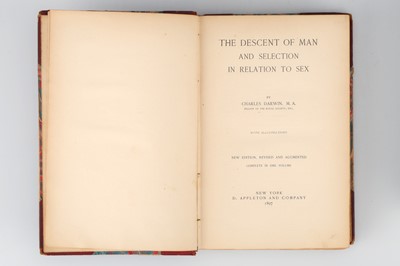 THE DESCENT OF MAN
AND SELECTION
IN RELATION TO SEX
BY
CHARLES DARWIN, M.A.
NEW EDITION, REVISED AND AUGMENTED
COMPLETE IN ONE VOLUME
NEW YORK
D. APPLETON AND COMPANY